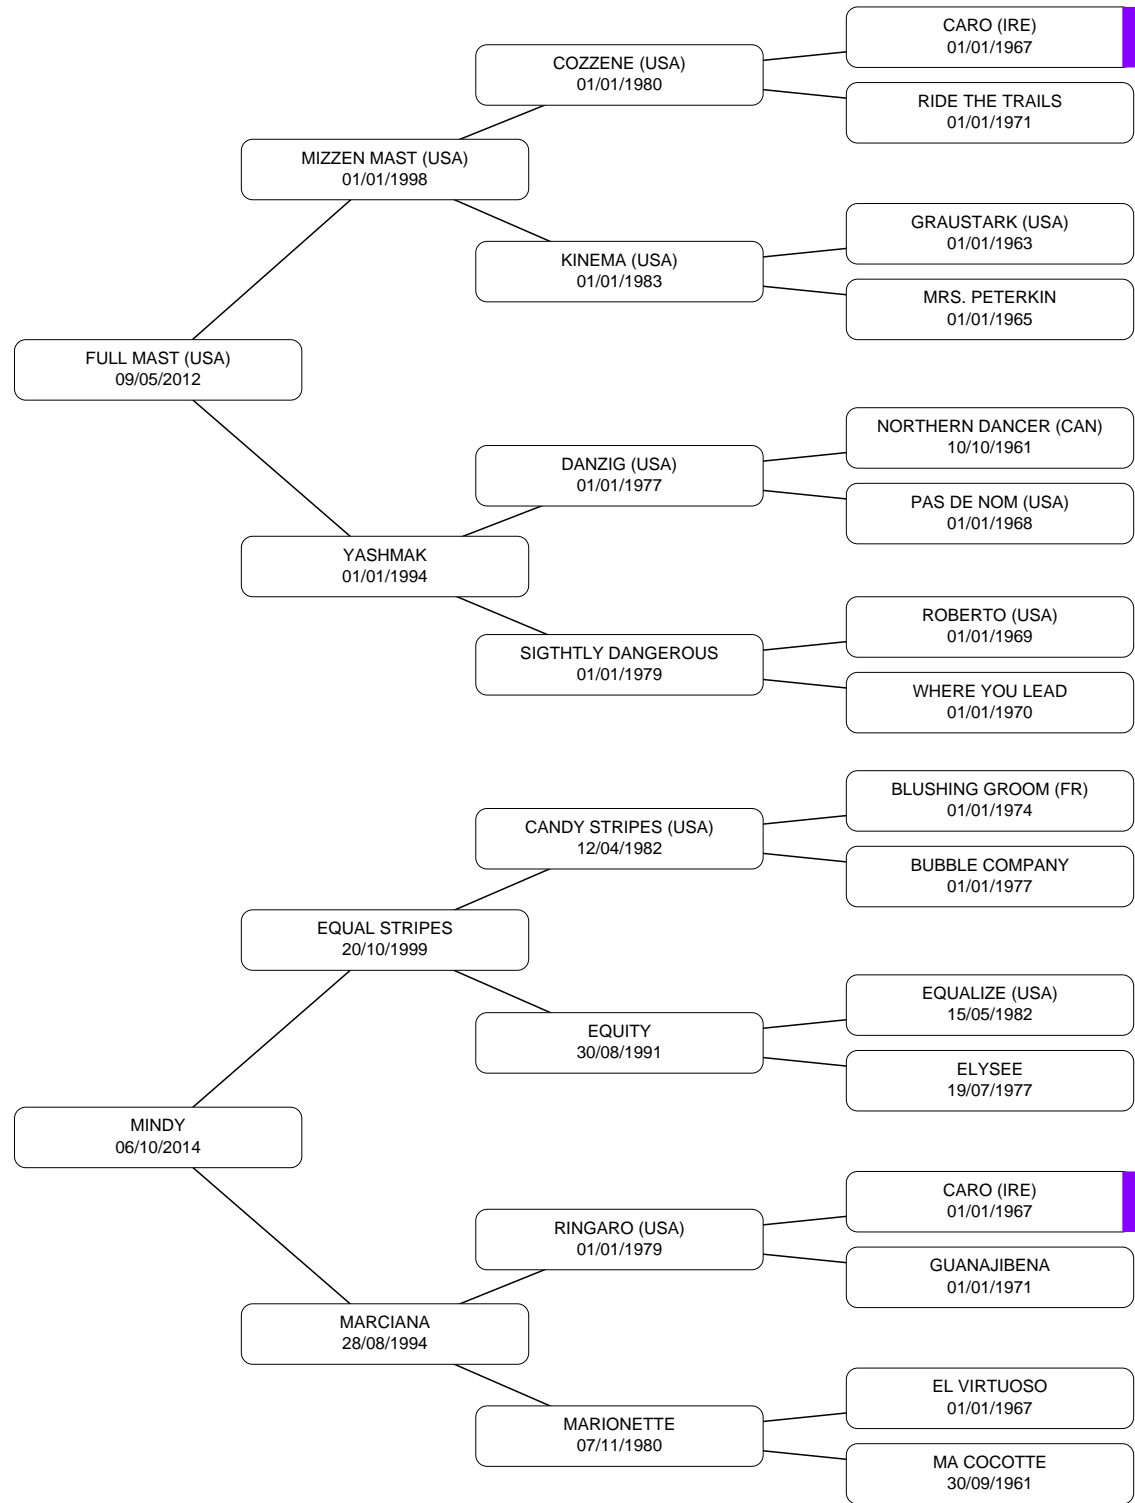 CARO (IRE)
01/01/1967
COZZENE (USA)
01/01/1980
RIDE THE TRAILS
01/01/1971
MIZZEN MAST (USA)
01/01/1998
GRAUSTARK (USA)
01/01/1963
KINEMA (USA)
01/01/1983
MRS. PETERKIN
01/01/1965
FULL MAST (USA)
09/05/2012
NORTHERN DANCER (CAN)
10/10/1961
DANZIG (USA)
01/01/1977
PAS DE NOM (USA)
01/01/1968
YASHMAK
01/01/1994
ROBERTO (USA)
01/01/1969
SIGTHTLY DANGEROUS
01/01/1979
WHERE YOU LEAD
01/01/1970
BLUSHING GROOM (FR)
01/01/1974
CANDY STRIPES (USA)
12/04/1982
BUBBLE COMPANY
01/01/1977
EQUAL STRIPES
20/10/1999
EQUALIZE (USA)
15/05/1982
EQUITY
30/08/1991
ELYSEE
19/07/1977
MINDY
06/10/2014
CARO (IRE)
01/01/1967
RINGARO (USA)
01/01/1979
GUANAJIBENA
01/01/1971
MARCIANA
28/08/1994
EL VIRTUOSO
01/01/1967
MARIONETTE
07/11/1980
MA COCOTTE
30/09/1961